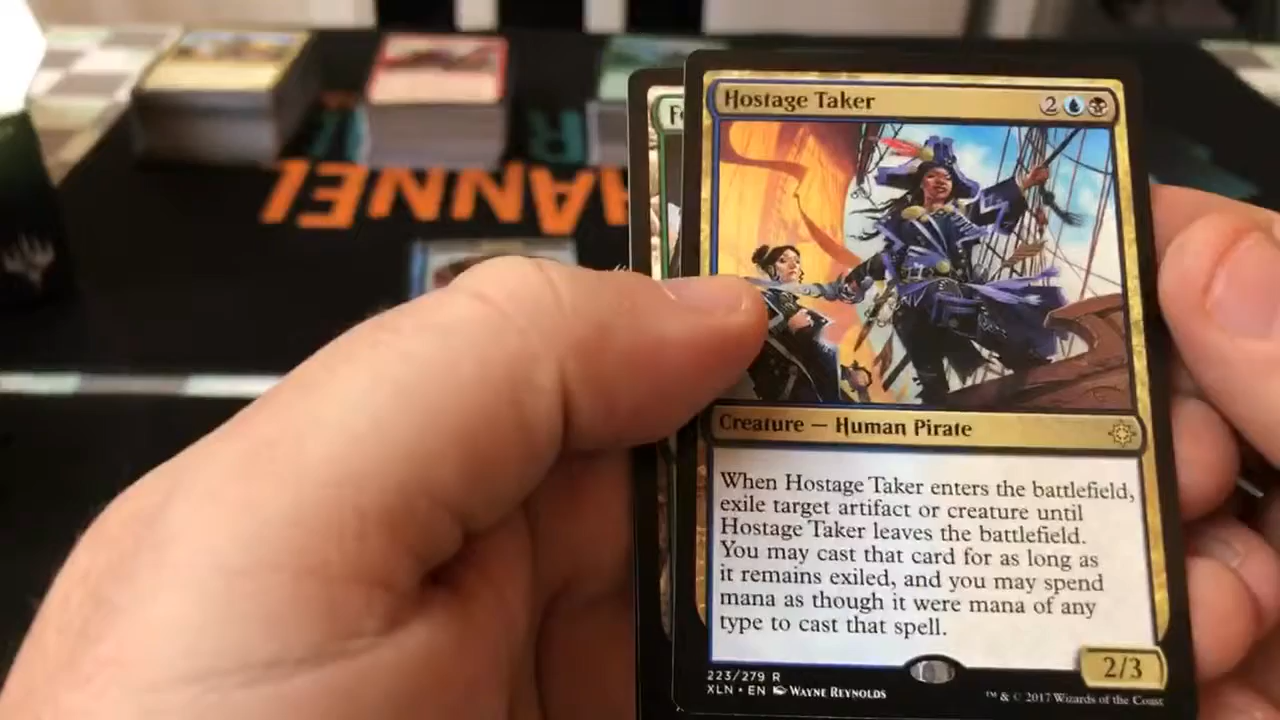 Hostage Taker 2
Creature — Human Pirate
When Hostage Taker enters the battlefield,
exile target artifact or creature until
Hostage Taker leaves the battlefield.
You may cast that card for as long as
it remains exiled, and you may spend
mana as though it were mana of any
type to cast that spell.
2/3
223/279 R
XLN • EN Wayne Reynolds
™ & © 2017 Wizards of the Coast
F
HANNEL
R